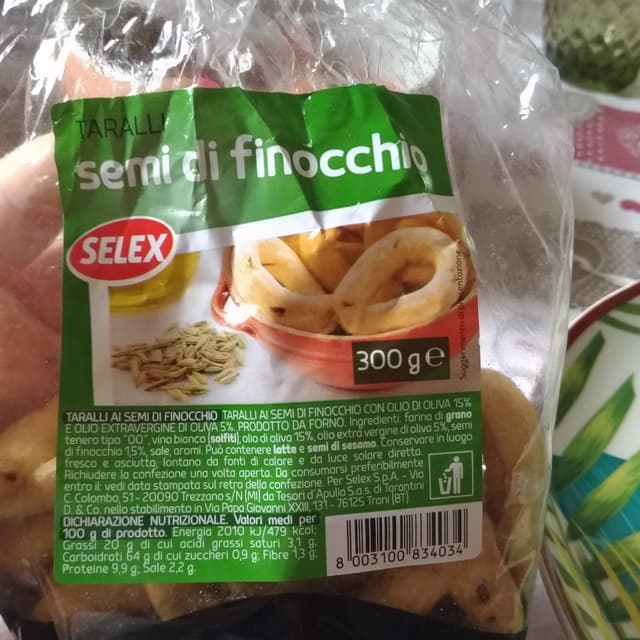 TARALLI
semi di finocchio
SELEX
300 g e
Suggerimento di presentazione
TARALLI AI SEMI DI FINOCCHIO TARALLI AI SEMI DI FINOCCHIO CON OLIO DI OLIVA 15%
E OLIO EXTRAVERGINE DI OLIVA 5%. PRODOTTO DA FORNO. Ingredienti: farina di grano
tenero tipo "00", vino bianco (solfiti), olio di oliva 15%, olio extra vergine di oliva 5%, semi
di finocchio 1,5%, sale, aromi. Può contenere latte e semi di sesamo. Conservare in luogo
fresco e asciutto, lontano da fonti di calore e da luce solare diretta.
Richiudere la confezione una volta aperta. Da consumarsi preferibilmente
entro il: vedi data stampata sul retro della confezione. Per Selex S.p.A. - Via
C. Colombo, 51 - 20090 Trezzano s/N (MI) da Tesori d'Apulia S.a.s. di Tarantini
D. & Co. nello stabilimento in Via Papa Giovanni XXIII, 131 - 76125 Trani (BT)
DICHIARAZIONE NUTRIZIONALE. Valori medi per
100 g di prodotto. Energia 2010 kJ/479 kcal,
Grassi 20 g di cui acidi grassi saturi 3,1 g;
Carboidrati 64 g di cui zuccheri 0,9 g; Fibre 1,3 g;
Proteine 9,9 g; Sale 2,2 g.
8 003100 834034